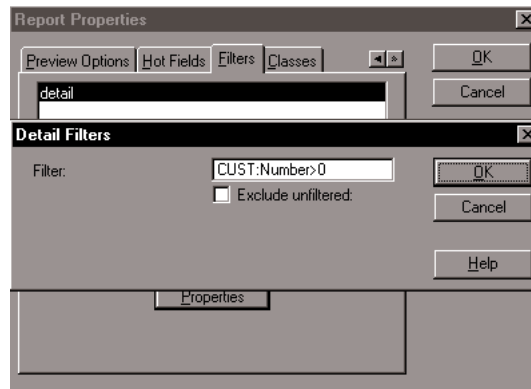 Report Properties
Preview Options Hot Fields Filters Classes
OK
detail
Cancel
Detail Filters
Filter: CUST:Number>0
OK
Exclude unfiltered:
Cancel
Help
Properties